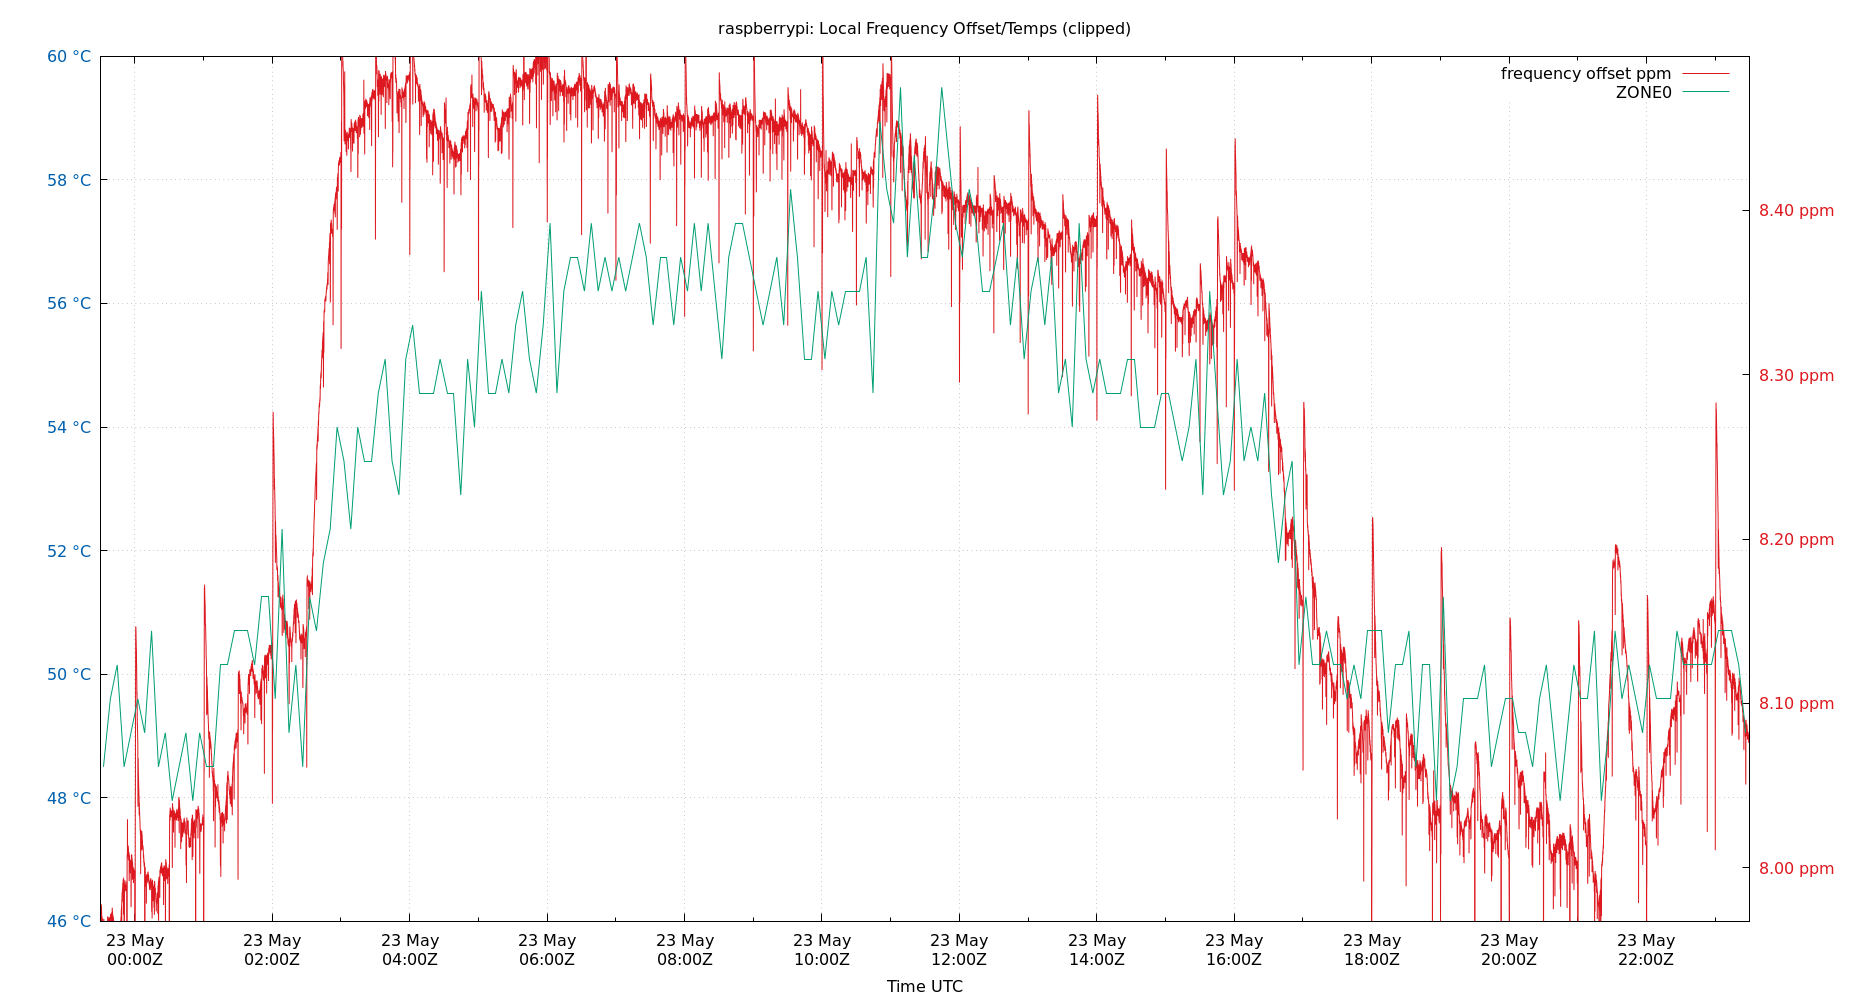 raspberrypi: Local Frequency Offset/Temps (clipped)
frequency offset ppm
ZONE0
60 °C
58 °C
56 °C
54 °C
52 °C
50 °C
48 °C
46 °C
8.40 ppm
8.30 ppm
8.20 ppm
8.10 ppm
8.00 ppm
23 May 23 May 23 May 23 May 23 May 23 May 23 May 23 May 23 May 23 May 23 May 23 May
00:00Z 02:00Z 04:00Z 06:00Z 08:00Z 10:00Z 12:00Z 14:00Z 16:00Z 18:00Z 20:00Z 22:00Z
Time UTC